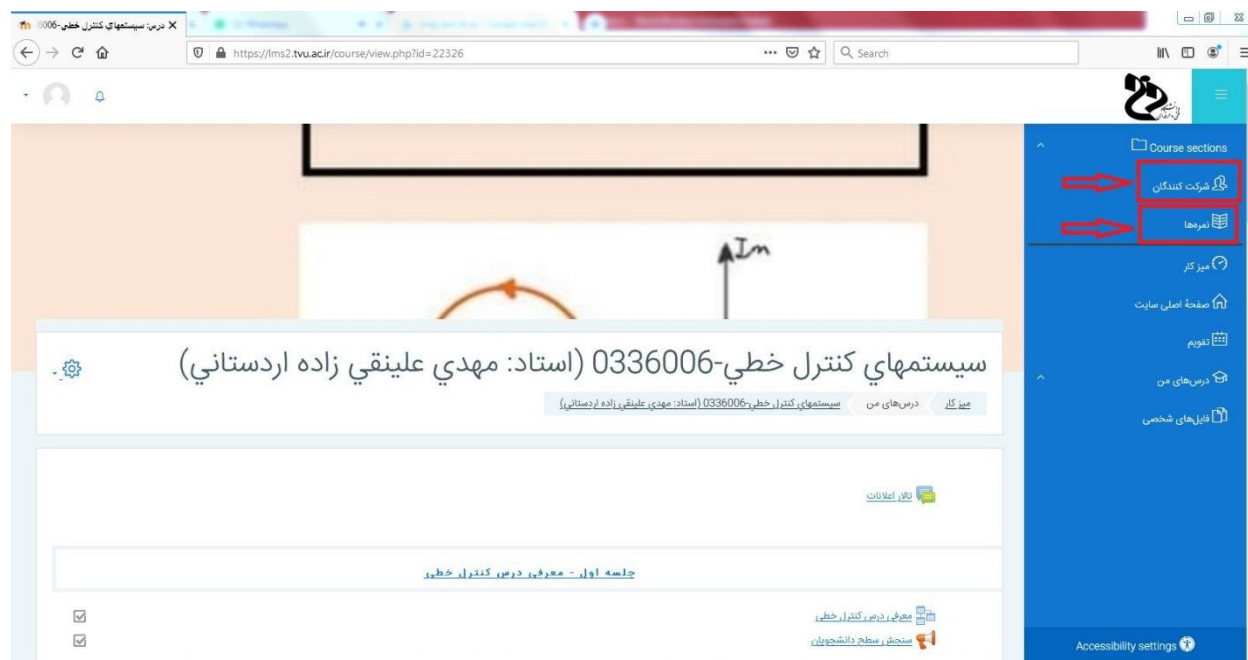 درس: سیستمهاي کنترل خطي-6006
https://lms2.tvu.ac.ir/course/view.php?id=22326
Search
Course sections
شرکت کنندگان
نمره‌ها
میز کار
صفحهٔ اصلی سایت
تقویم
درس‌های من
فایل‌های شخصی
Im
سیستمهاي کنترل خطي-0336006 (استاد: مهدي علینقي زاده اردستاني)
میز کار
درس‌های من
سیستمهاي کنترل خطي-0336006 (استاد: مهدي علینقي زاده اردستاني)
تالار اعلانات
جلسه اول - معرفی درس کنترل خطی
معرفی درس کنترل خطی
سنجش سطح دانشجویان
Accessibility settings